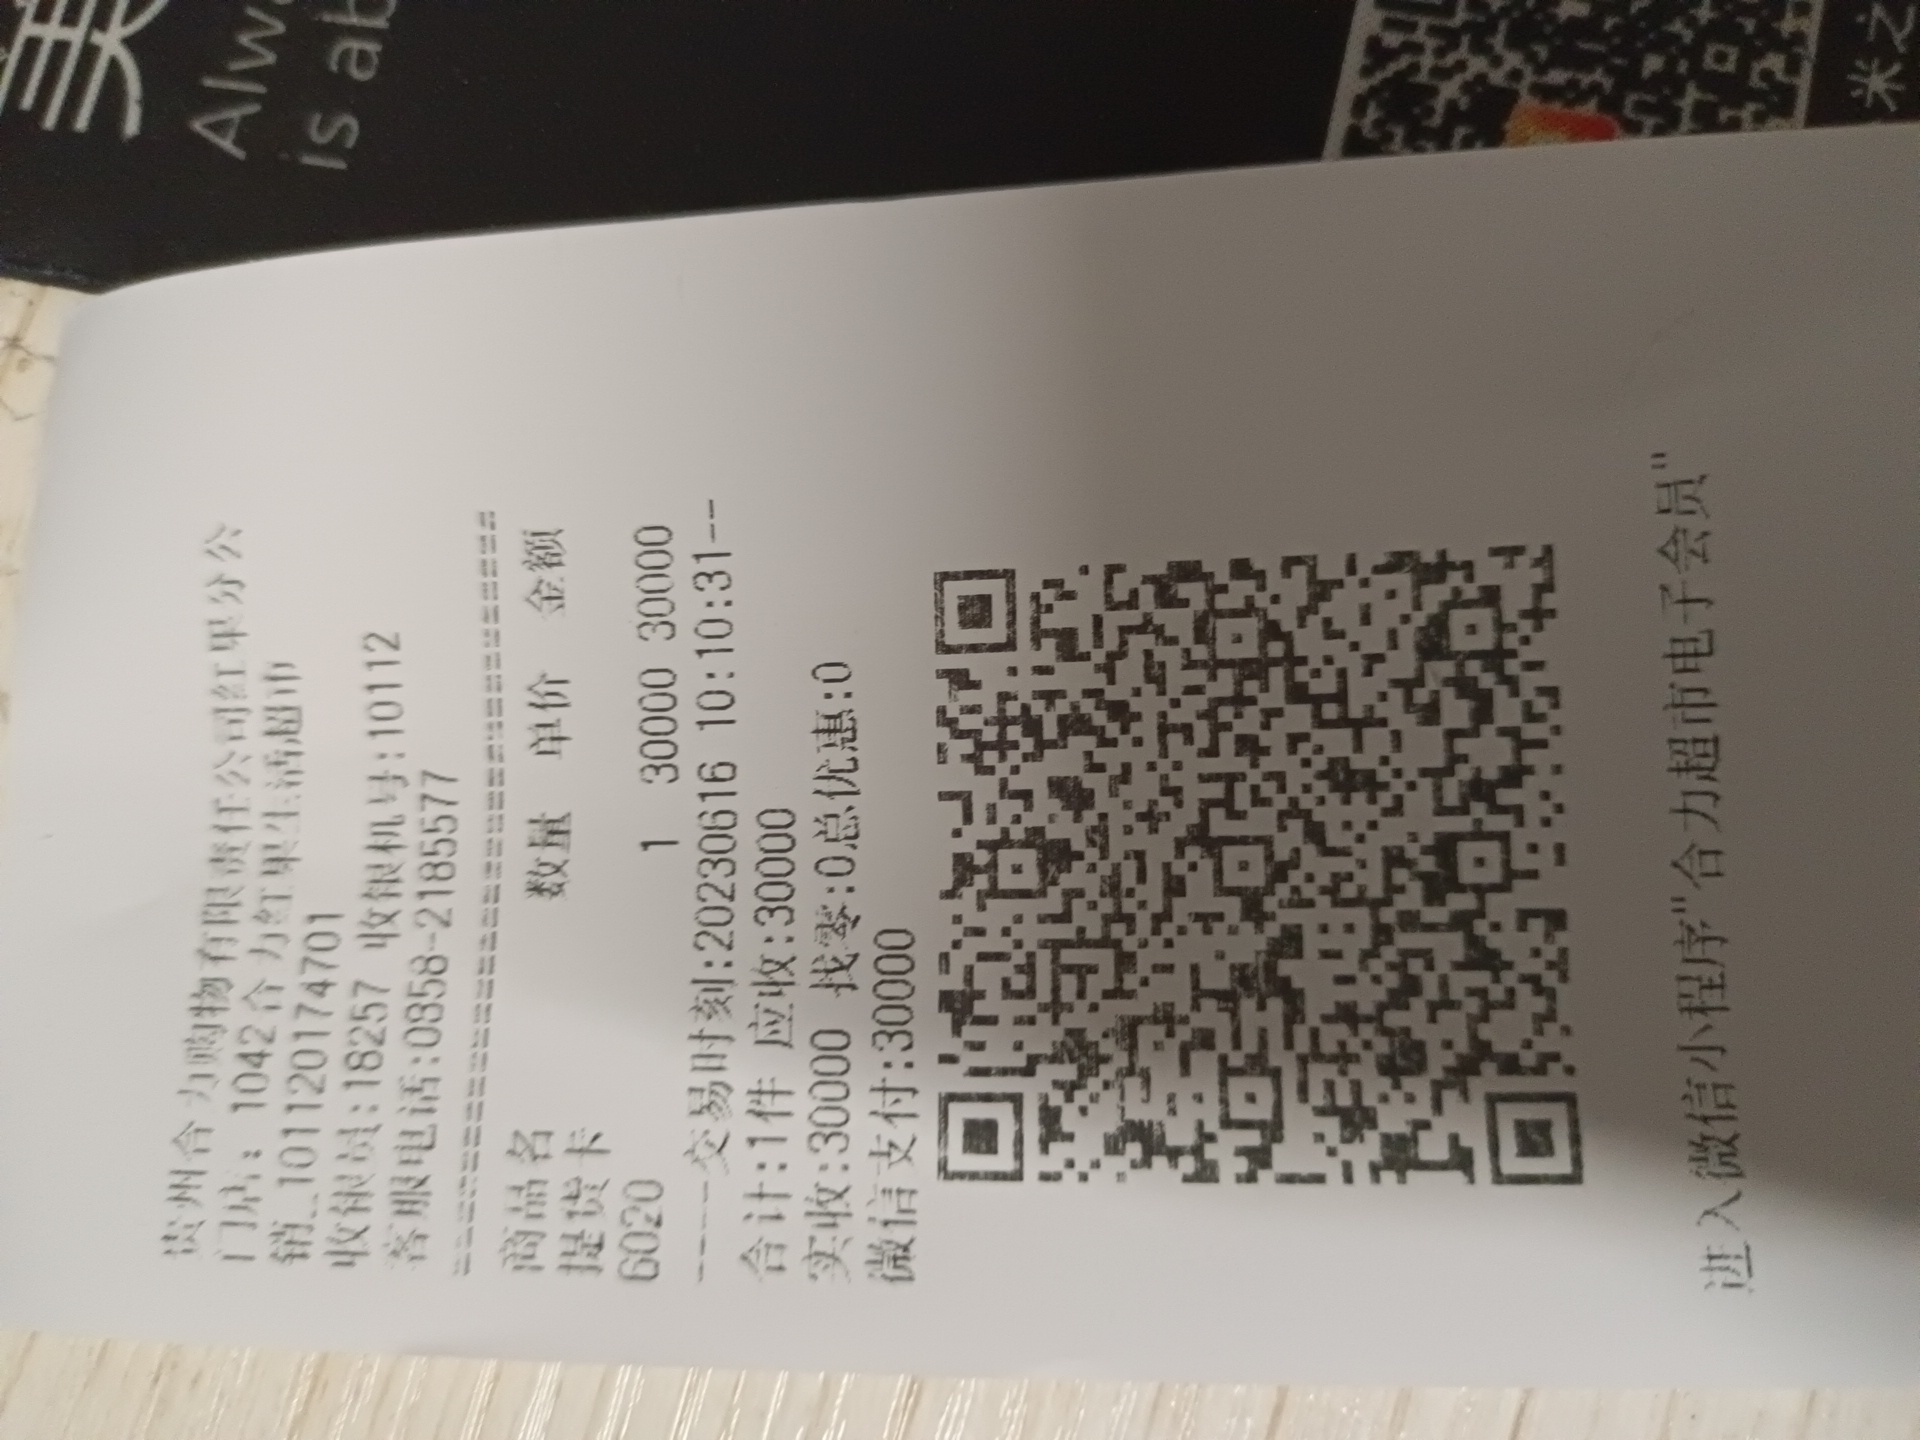 贵州合力购物有限责任公司红果分公
门店: 1042合力红果生活超市
销_101120174701
收银员:18257 收银机号:10112
客服电话:0858-2185577
商品名 数量 单价 金额
提货卡
6020 1 30000 30000
-----交易时刻:20230616 10:10:31--
合计:1件 应收:30000
实收:30000 找零:0总优惠:0
微信支付:30000
进入微信小程序"合力超市电子会员"
Alw
is ab
米之